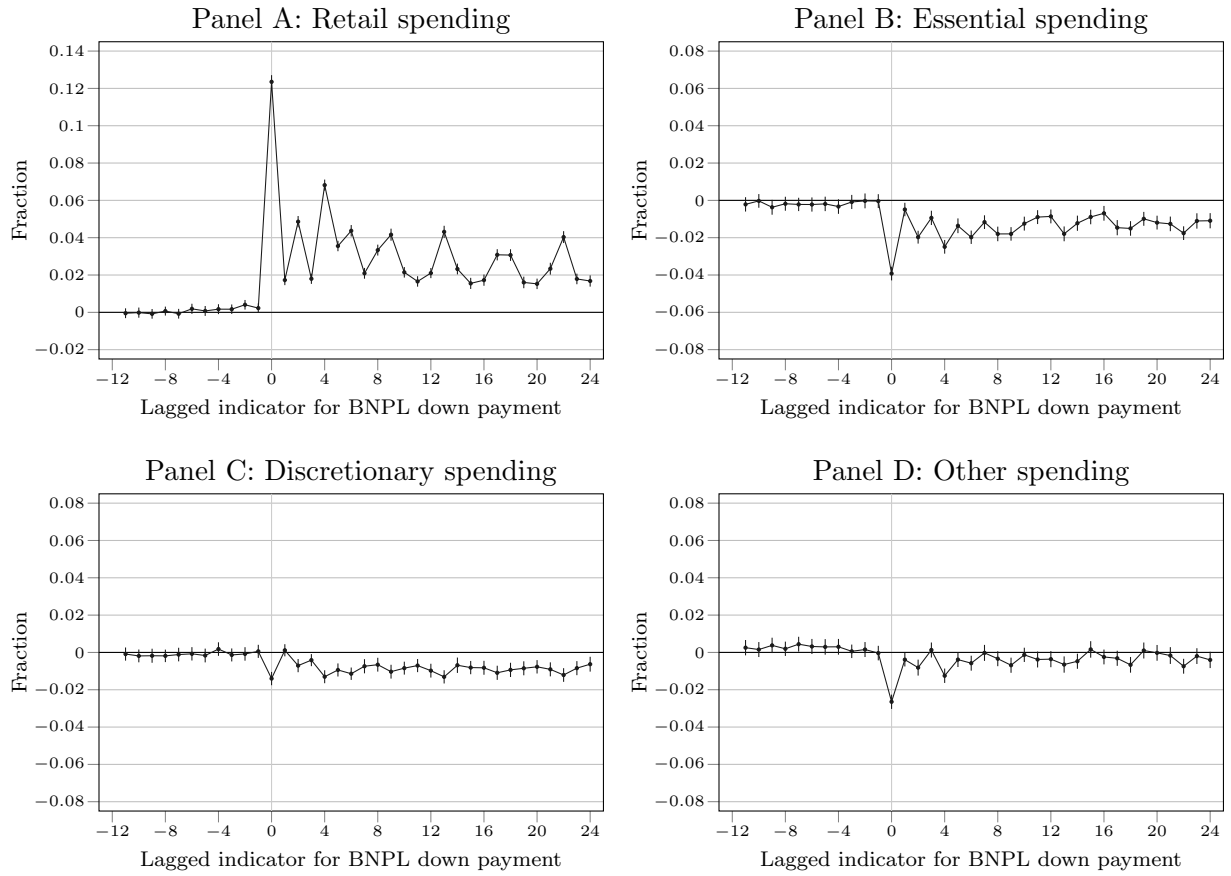 Panel A: Retail spending
0.14
0.12
0.1
0.08
0.06
0.04
0.02
0
−0.02
Fraction
−12 −8 −4 0 4 8 12 16 20 24
Lagged indicator for BNPL down payment
Panel B: Essential spending
0.08
0.06
0.04
0.02
0
−0.02
−0.04
−0.06
−0.08
Fraction
−12 −8 −4 0 4 8 12 16 20 24
Lagged indicator for BNPL down payment
Panel C: Discretionary spending
0.08
0.06
0.04
0.02
0
−0.02
−0.04
−0.06
−0.08
Fraction
−12 −8 −4 0 4 8 12 16 20 24
Lagged indicator for BNPL down payment
Panel D: Other spending
0.08
0.06
0.04
0.02
0
−0.02
−0.04
−0.06
−0.08
Fraction
−12 −8 −4 0 4 8 12 16 20 24
Lagged indicator for BNPL down payment